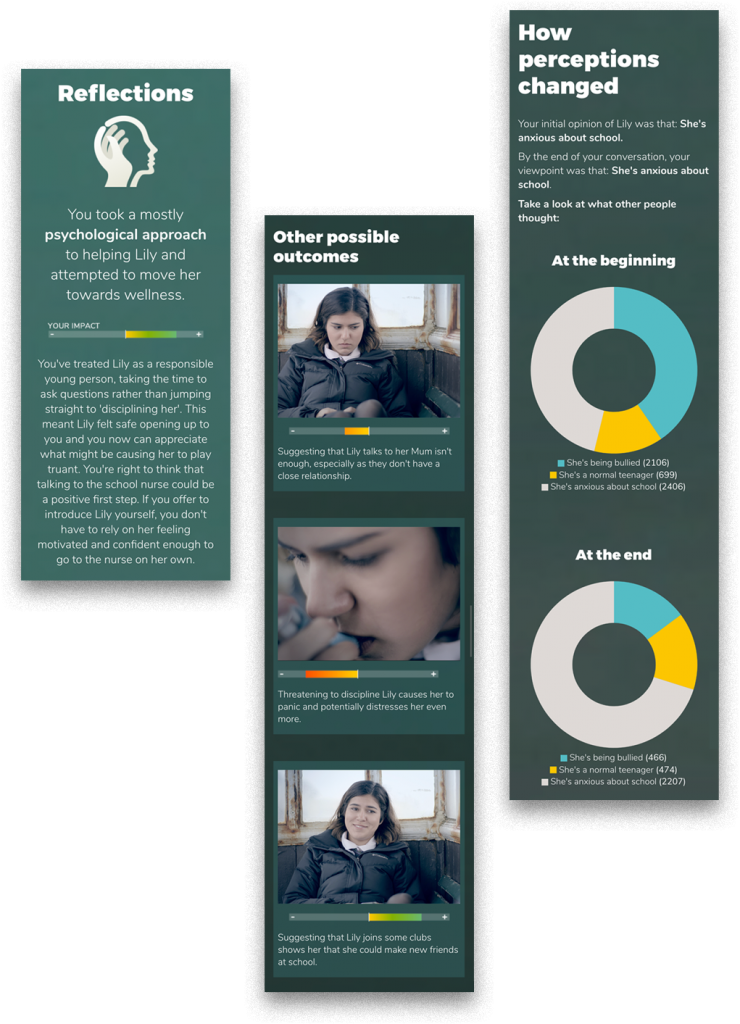 Reflections
You took a mostly
psychological approach
to helping Lily and
attempted to move her
towards wellness.
YOUR IMPACT
- +
You've treated Lily as a responsible
young person, taking the time to
ask questions rather than jumping
straight to 'disciplining her'. This
meant Lily felt safe opening up to
you and you now can appreciate
what might be causing her to play
truant. You're right to think that
talking to the school nurse could be
a positive first step. If you offer to
introduce Lily yourself, you don't
have to rely on her feeling
motivated and confident enough to
go to the nurse on her own.
Other possible
outcomes
- +
Suggesting that Lily talks to her Mum isn't
enough, especially as they don't have a
close relationship.
- +
Threatening to discipline Lily causes her to
panic and potentially distresses her even
more.
- +
Suggesting that Lily joins some clubs
shows her that she could make new friends
at school.
How
perceptions
changed
Your initial opinion of Lily was that: She's
anxious about school.
By the end of your conversation, your
viewpoint was that: She's anxious about
school.
Take a look at what other people
thought:
At the beginning
She's being bullied (2106)
She's a normal teenager (699)
She's anxious about school (2406)
At the end
She's being bullied (466)
She's a normal teenager (474)
She's anxious about school (2207)